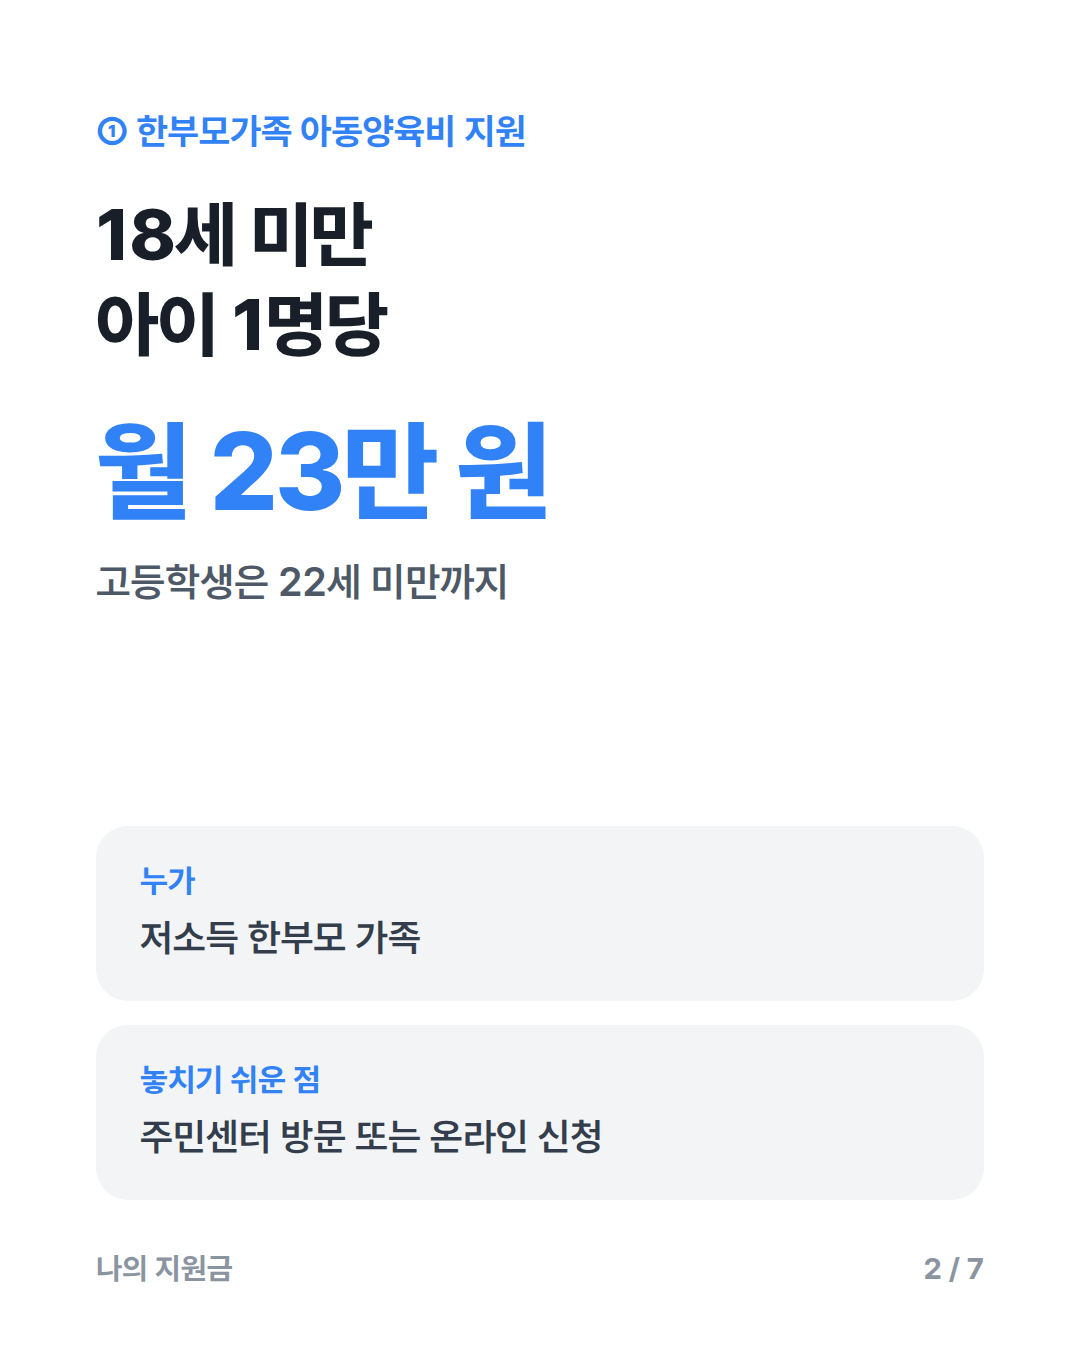 ① 한부모가족 아동양육비 지원
18세 미만
아이 1명당
월 23만 원
고등학생은 22세 미만까지
누가
저소득 한부모 가족
놓치기 쉬운 점
주민센터 방문 또는 온라인 신청
나의 지원금
2 / 7